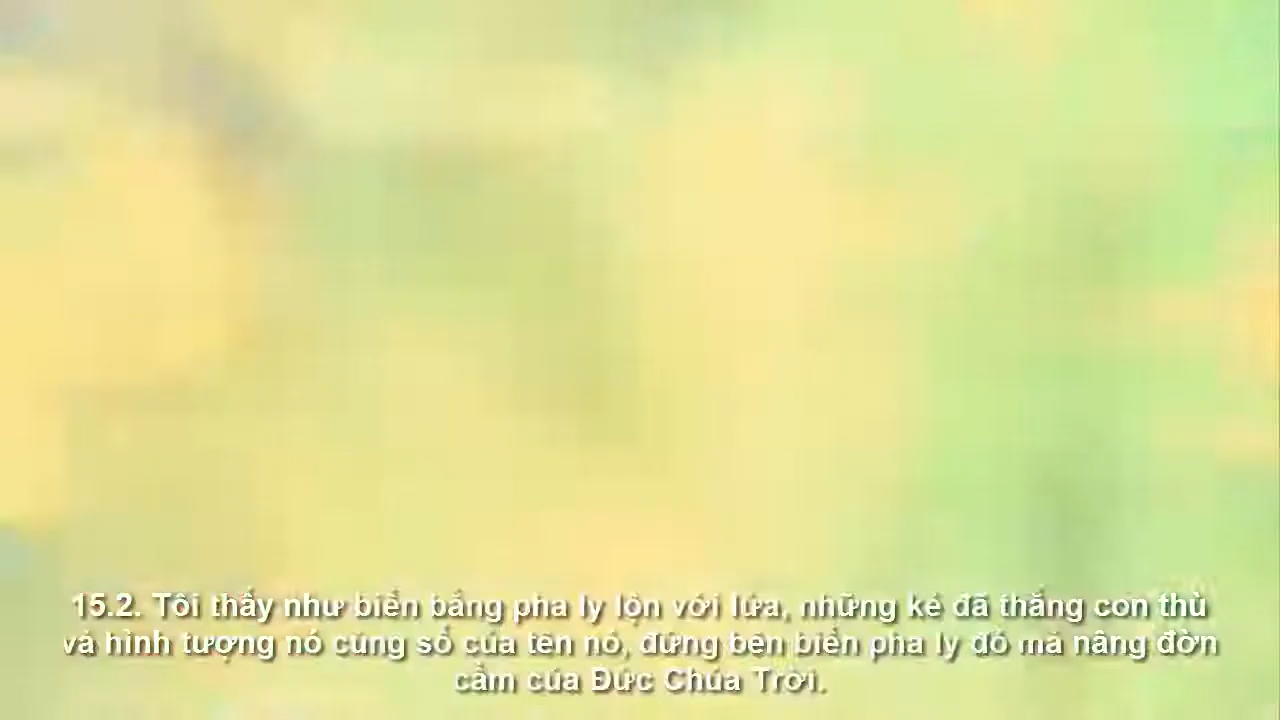 15.2. Tôi thấy như biển bằng pha ly lộn với lửa, những kẻ đã thắng con thú
và hình tượng nó cùng số của tên nó, đứng bên biển pha ly đó mà nâng đờn
cầm của Đức Chúa Trời.